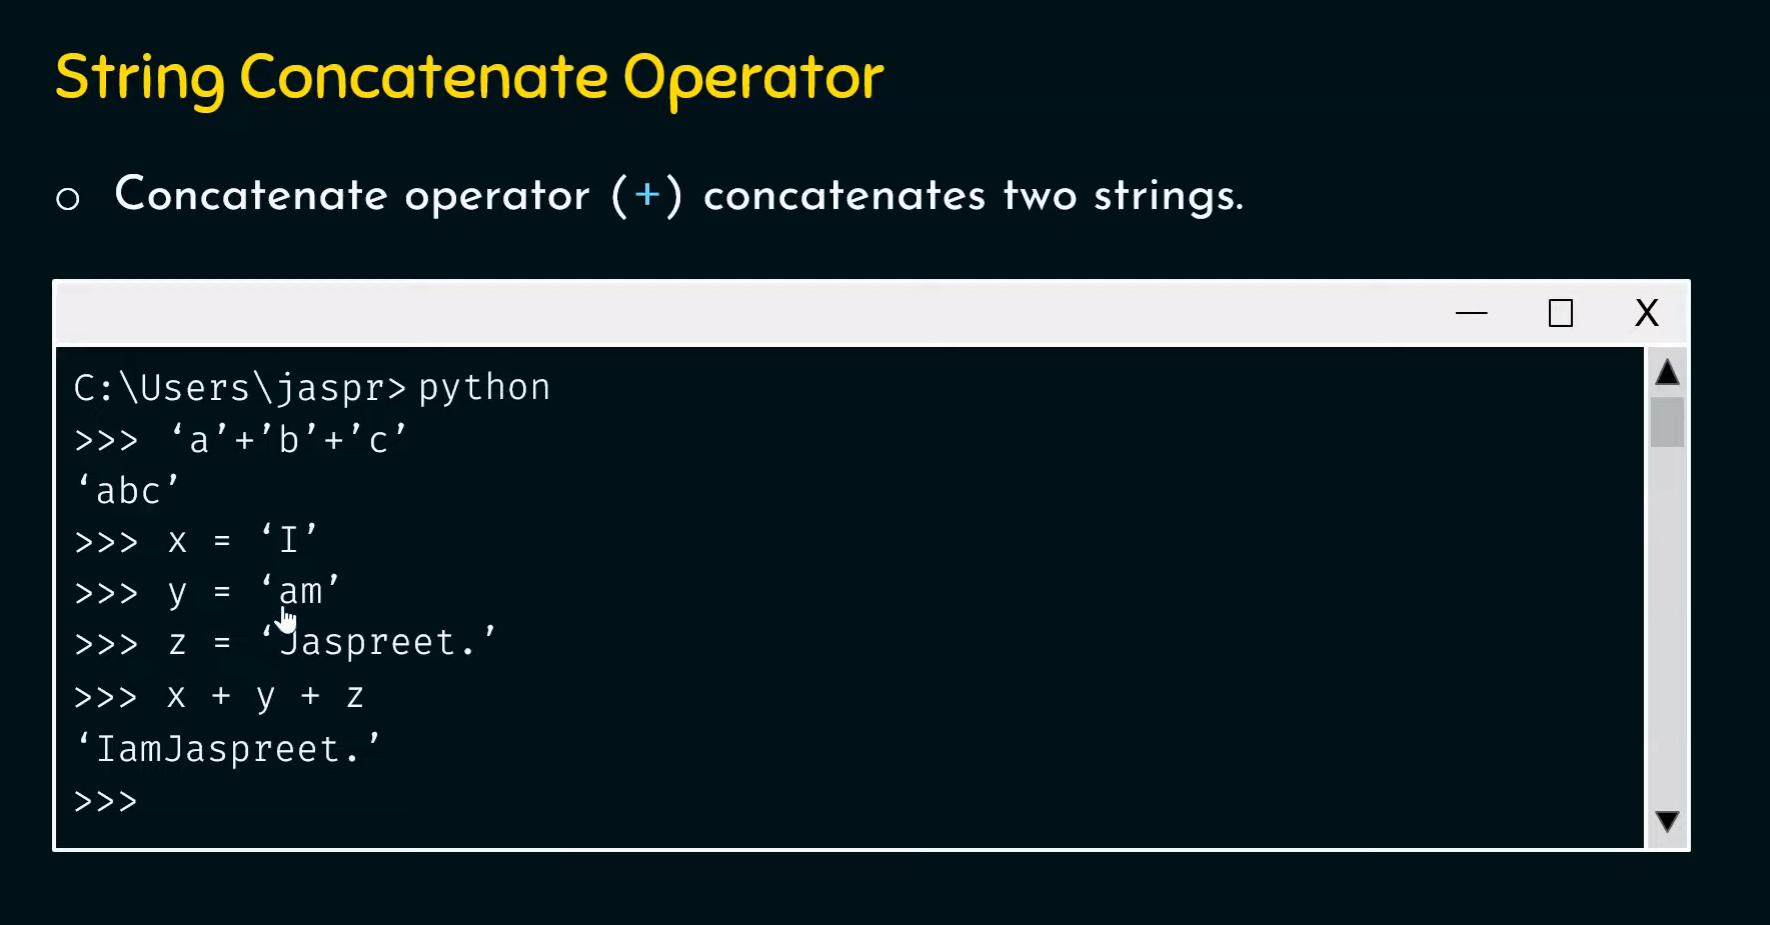 String Concatenate Operator
○ Concatenate operator (+) concatenates two strings.
— □ X
C:\Users\jaspr> python
>>> ‘a’+’b’+’c’
‘abc’
>>> x = ‘I’
>>> y = ‘am’
>>> z = ‘Jaspreet.’
>>> x + y + z
‘IamJaspreet.’
>>>